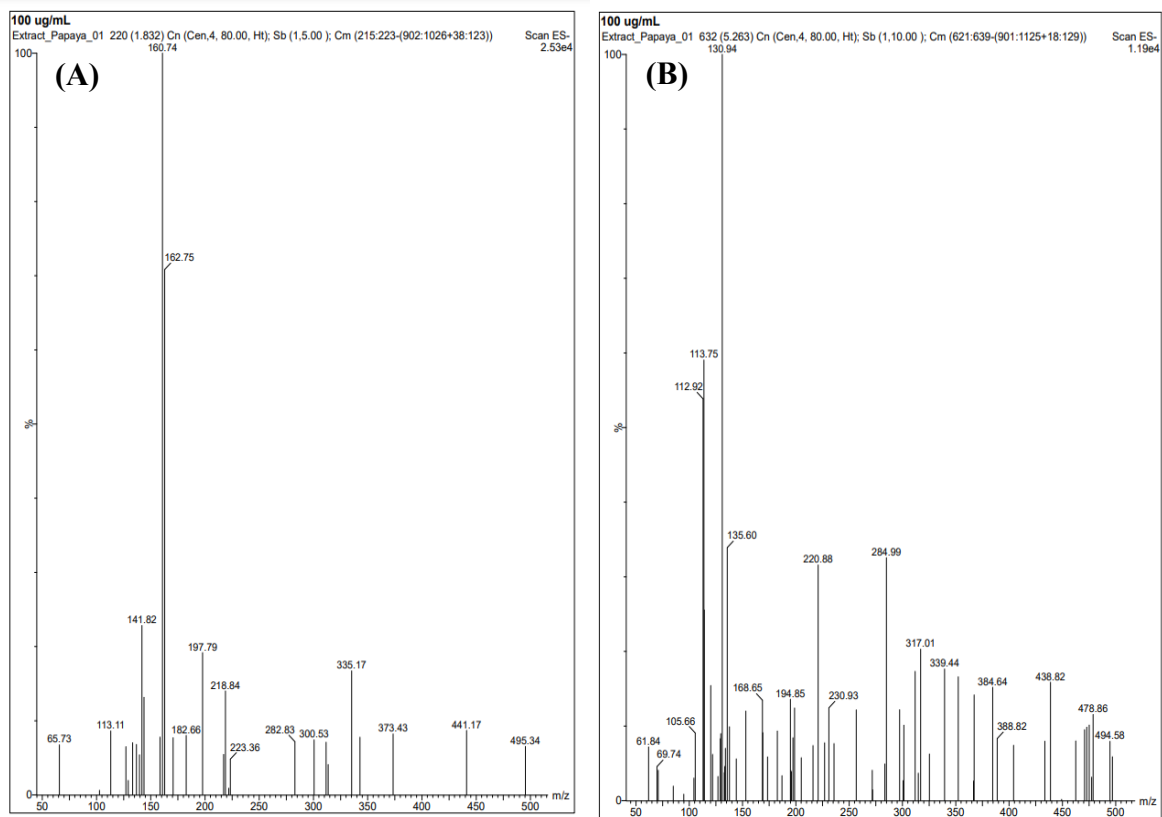 100 ug/mL
Extract_Papaya_01 220 (1.832) Cn (Cen,4, 80.00, Ht); Sb (1,5.00 ); Cm (215:223-(902:1026+38:123))
Scan ES-
2.53e4
(A)
100
%
0
160.74
162.75
141.82
197.79
335.17
218.84
113.11
65.73
182.66
223.36
282.83
300.53
373.43
441.17
495.34
50 100 150 200 250 300 350 400 450 500
m/z
100 ug/mL
Extract_Papaya_01 632 (5.263) Cn (Cen,4, 80.00, Ht); Sb (1,10.00 ); Cm (621:639-(901:1125+18:129))
Scan ES-
1.19e4
(B)
100
%
0
130.94
113.75
112.92
135.60
220.88
284.99
317.01
339.44
168.65
194.85
230.93
384.64
438.82
105.66
388.82
478.86
61.84
69.74
494.58
50 100 150 200 250 300 350 400 450 500
m/z